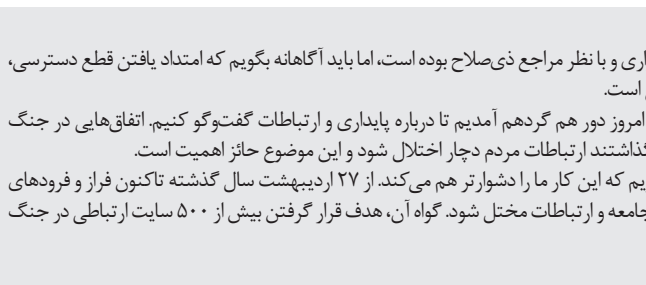 اری و با نظر مراجع ذی‌صلاح بوده است، اما باید آگاهانه بگویم که امتداد یافتن قطع دسترسی،
است.
امروز دور هم گردهم آمدیم تا درباره پایداری و ارتباطات گفت‌وگو کنیم. اتفاق‌هایی در جنگ
گذاشتند ارتباطات مردم دچار اختلال شود و این موضوع حائز اهمیت است.
یم که این کار ما را دشوارتر هم می‌کند. از ۲۷ اردیبهشت سال گذشته تاکنون فراز و فرودهای
جامعه و ارتباطات مختل شود. گواه آن، هدف قرار گرفتن بیش از ۵۰۰ سایت ارتباطی در جنگ